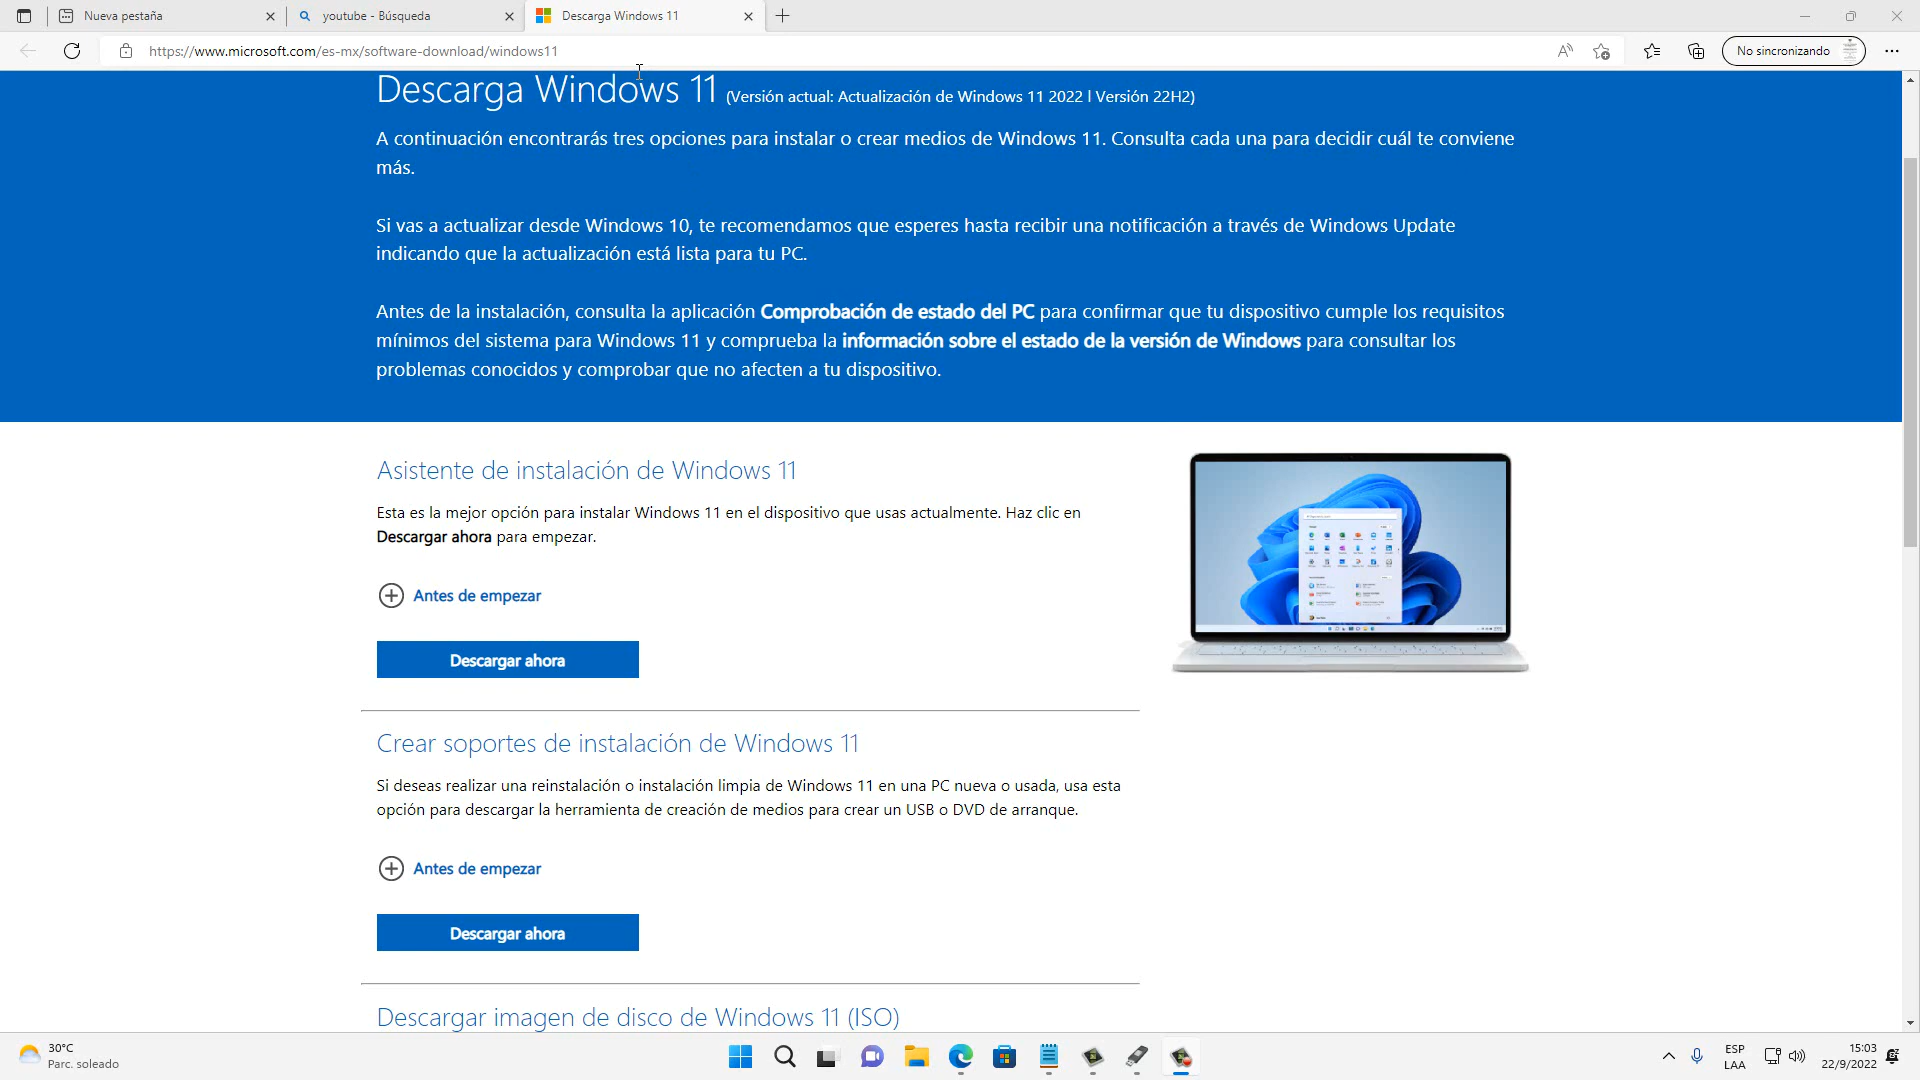 Nueva pestaña
youtube - Búsqueda
Descarga Windows 11
https://www.microsoft.com/es-mx/software-download/windows11
No sincronizando
Descarga Windows 11 (Versión actual: Actualización de Windows 11 2022 l Versión 22H2)
A continuación encontrarás tres opciones para instalar o crear medios de Windows 11. Consulta cada una para decidir cuál te conviene
más.
Si vas a actualizar desde Windows 10, te recomendamos que esperes hasta recibir una notificación a través de Windows Update
indicando que la actualización está lista para tu PC.
Antes de la instalación, consulta la aplicación Comprobación de estado del PC para confirmar que tu dispositivo cumple los requisitos
mínimos del sistema para Windows 11 y comprueba la información sobre el estado de la versión de Windows para consultar los
problemas conocidos y comprobar que no afecten a tu dispositivo.
Asistente de instalación de Windows 11
Esta es la mejor opción para instalar Windows 11 en el dispositivo que usas actualmente. Haz clic en
Descargar ahora para empezar.
Antes de empezar
Descargar ahora
Crear soportes de instalación de Windows 11
Si deseas realizar una reinstalación o instalación limpia de Windows 11 en una PC nueva o usada, usa esta
opción para descargar la herramienta de creación de medios para crear un USB o DVD de arranque.
Antes de empezar
Descargar ahora
Descargar imagen de disco de Windows 11 (ISO)
30°C
Parc. soleado
ESP
LAA
15:03
22/9/2022